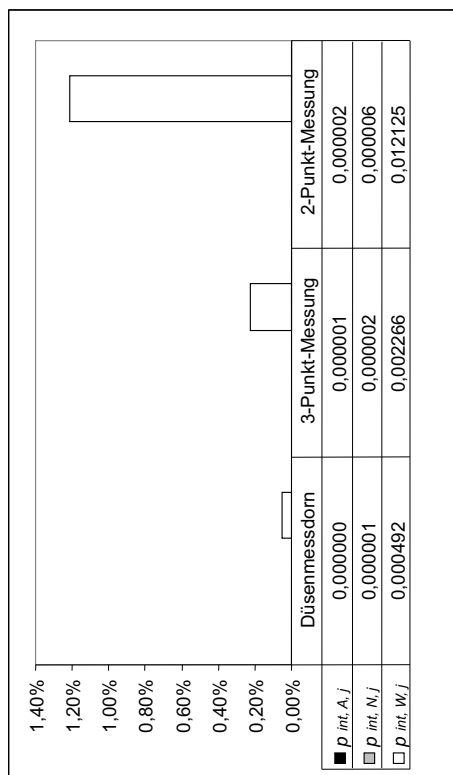 1,40%
1,20%
1,00%
0,80%
0,60%
0,40%
0,20%
0,00%
Düsenmessdorn 3-Punkt-Messung 2-Punkt-Messung
p int, A, j 0,000000 0,000001 0,000002
p int, N, j 0,000001 0,000002 0,000006
p int, W, j 0,000492 0,002266 0,012125